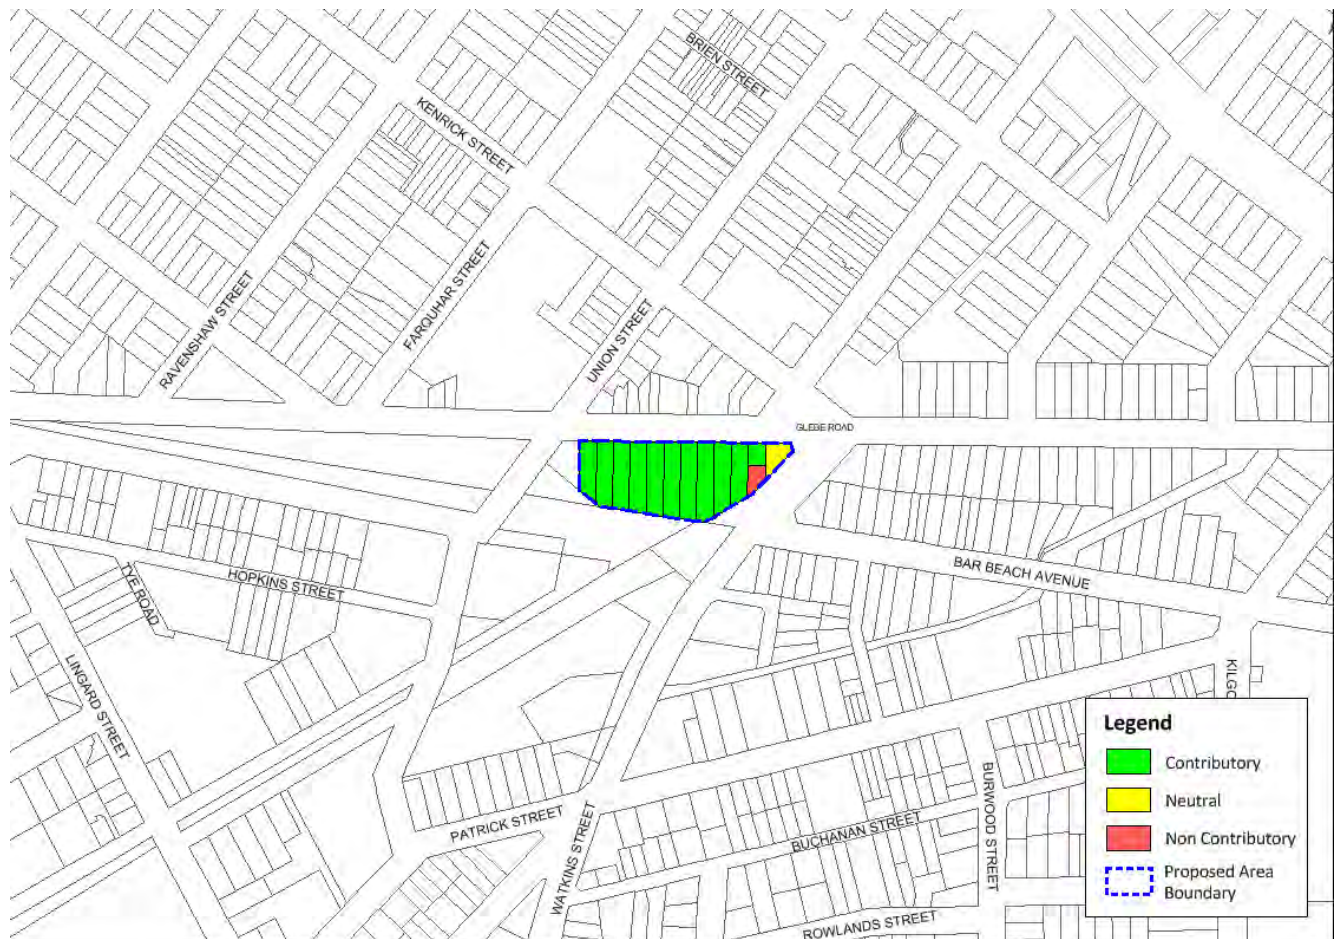 BRIEN STREET
KENRICK STREET
FARQUHAR STREET
RAVENSHAW STREET
UNION STREET
GLEBE ROAD
BAR BEACH AVENUE
HOPKINS STREET
TYE ROAD
LINGARD STREET
KILGO
PATRICK STREET
WATKINS STREET
BUCHANAN STREET
BURWOOD STREET
ROWLANDS STREET
Legend
Contributory
Neutral
Non Contributory
Proposed Area
Boundary